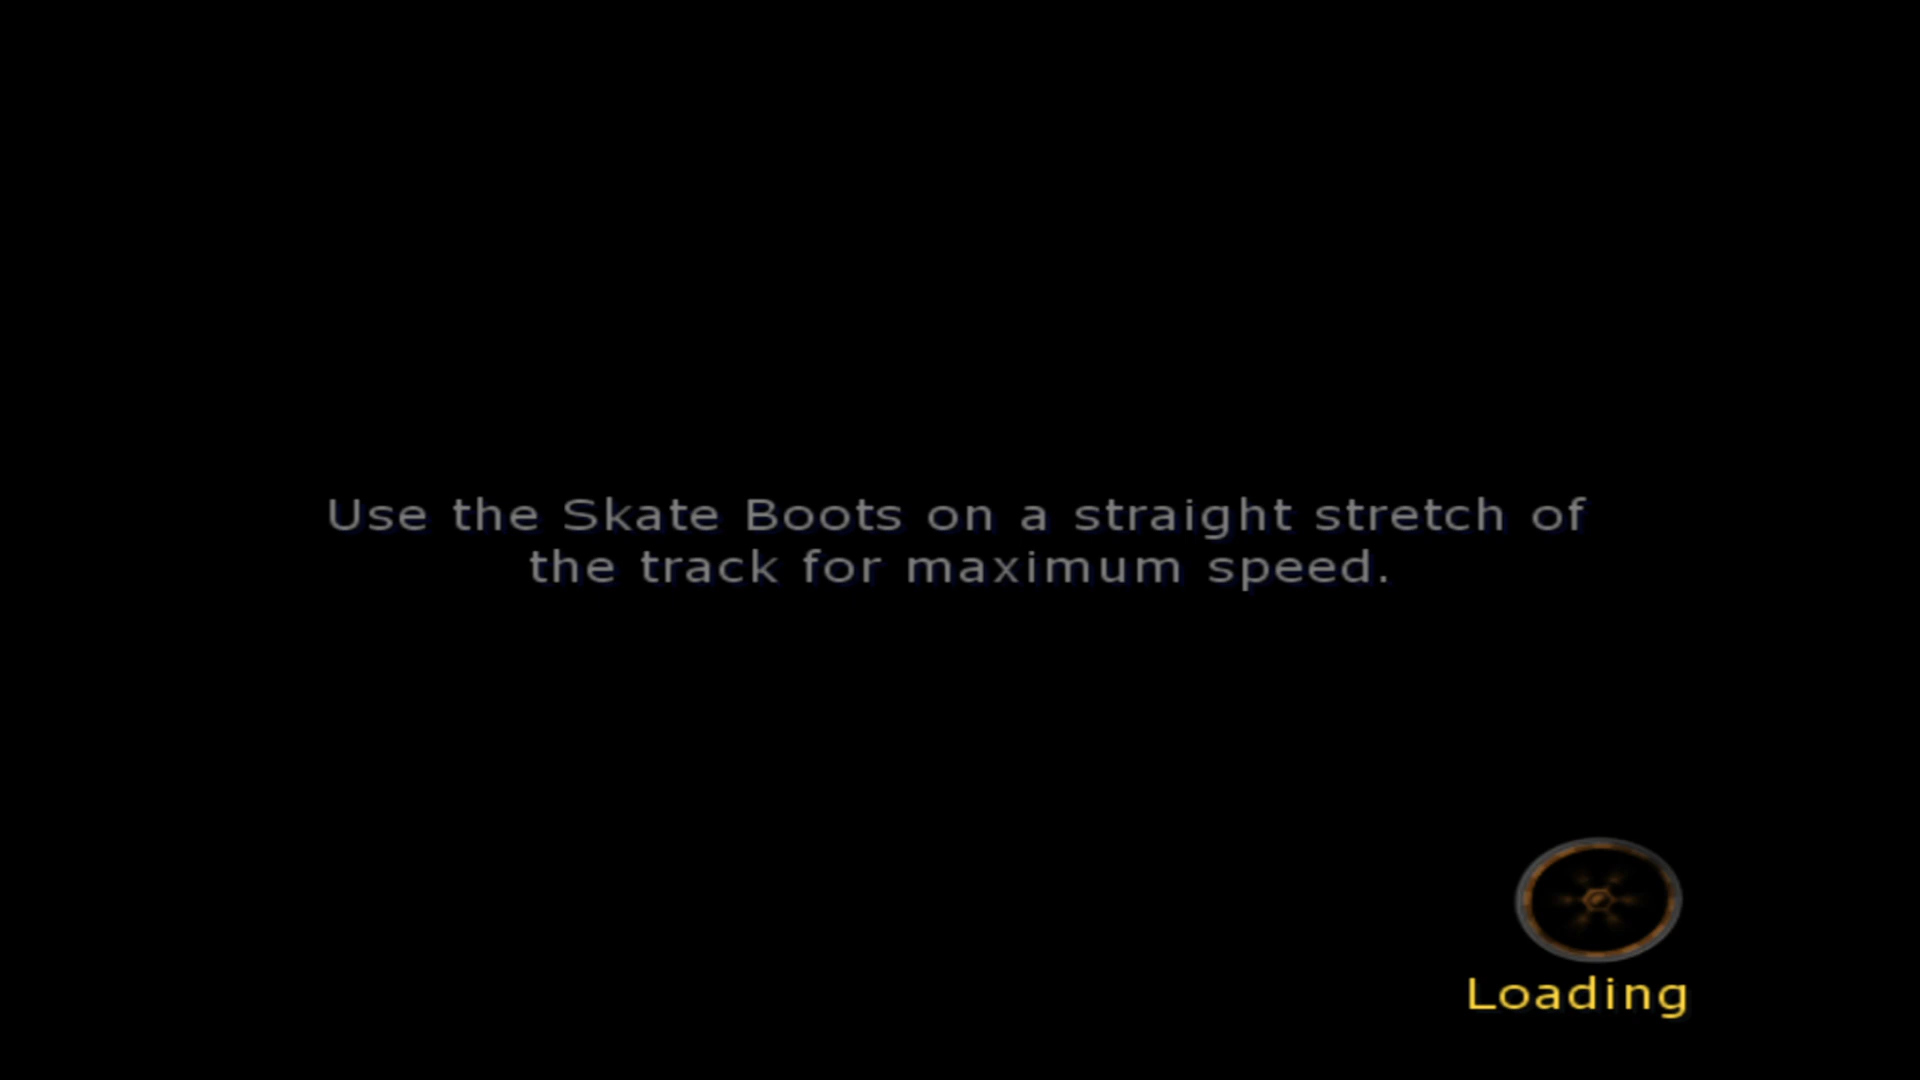 Use the Skate Boots on a straight stretch of
the track for maximum speed.
Loading